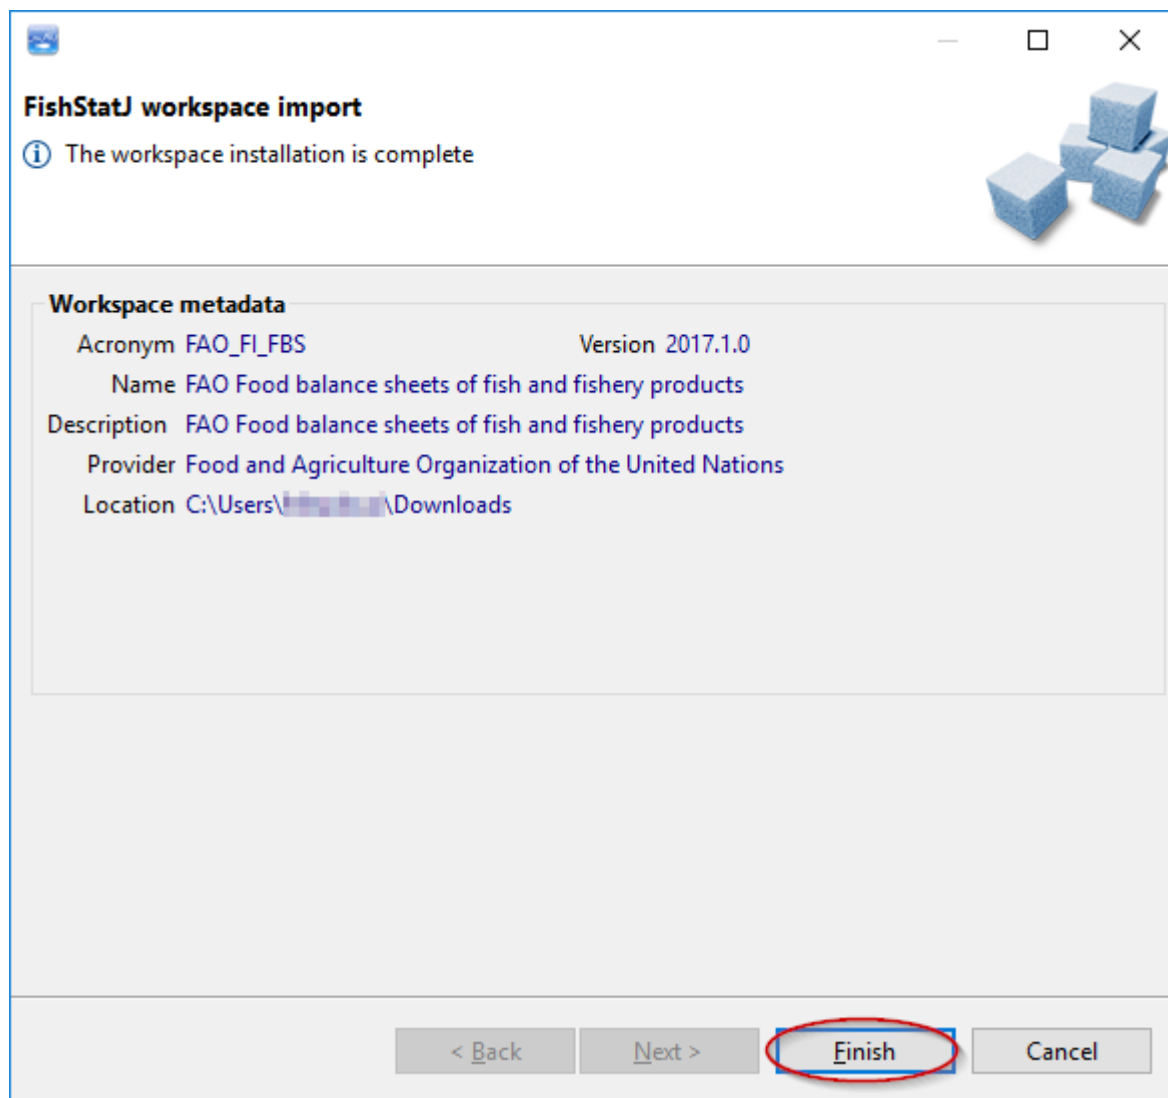 FishStatJ workspace import
The workspace installation is complete
Workspace metadata
Acronym FAO_FI_FBS Version 2017.1.0
Name FAO Food balance sheets of fish and fishery products
Description FAO Food balance sheets of fish and fishery products
Provider Food and Agriculture Organization of the United Nations
Location C:\Users\ \Downloads
< Back Next > Finish Cancel